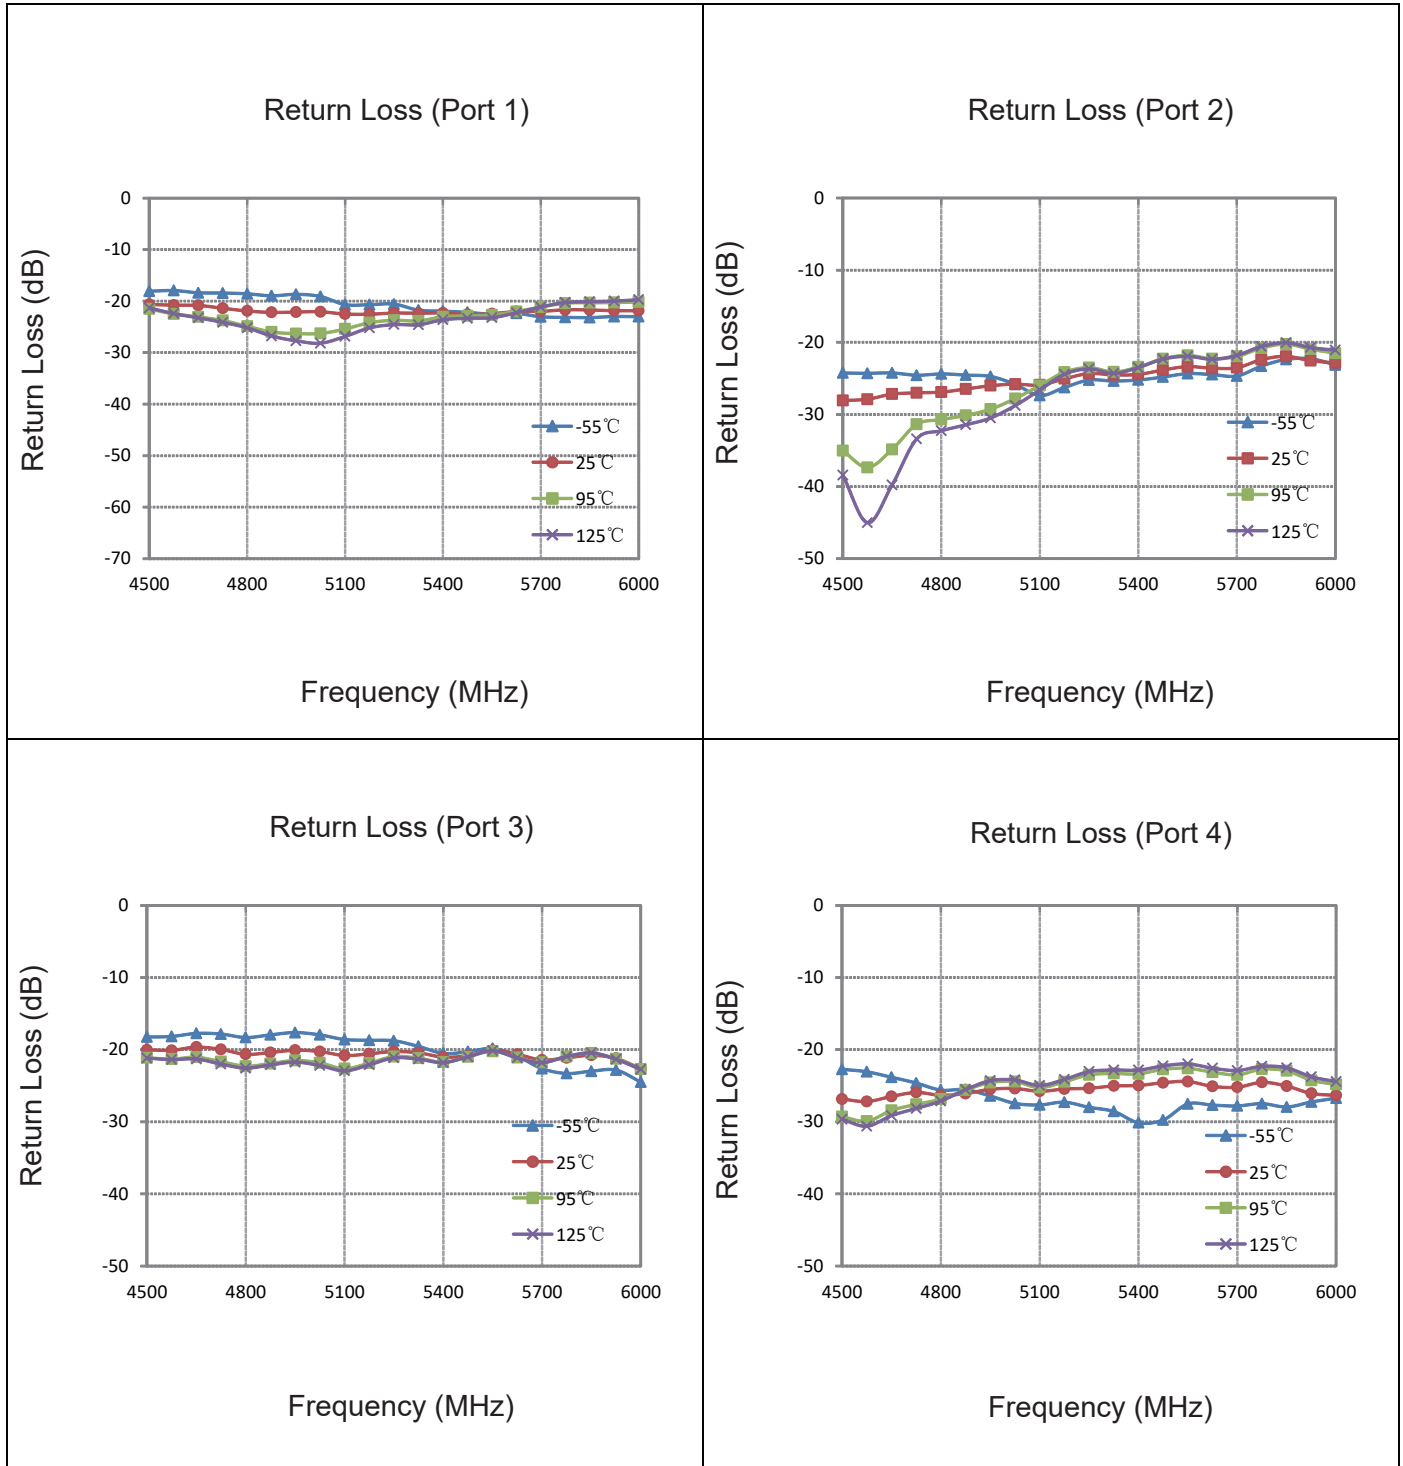 Return Loss (Port 1)
Return Loss (dB)
0
-10
-20
-30
-40
-50
-60
-70
-55℃
25℃
95℃
125℃
4500 4800 5100 5400 5700 6000
Frequency (MHz)
Return Loss (Port 2)
Return Loss (dB)
0
-10
-20
-30
-40
-50
-55℃
25℃
95℃
125℃
4500 4800 5100 5400 5700 6000
Frequency (MHz)
Return Loss (Port 3)
Return Loss (dB)
0
-10
-20
-30
-40
-50
-55℃
25℃
95℃
125℃
4500 4800 5100 5400 5700 6000
Frequency (MHz)
Return Loss (Port 4)
Return Loss (dB)
0
-10
-20
-30
-40
-50
-55℃
25℃
95℃
125℃
4500 4800 5100 5400 5700 6000
Frequency (MHz)